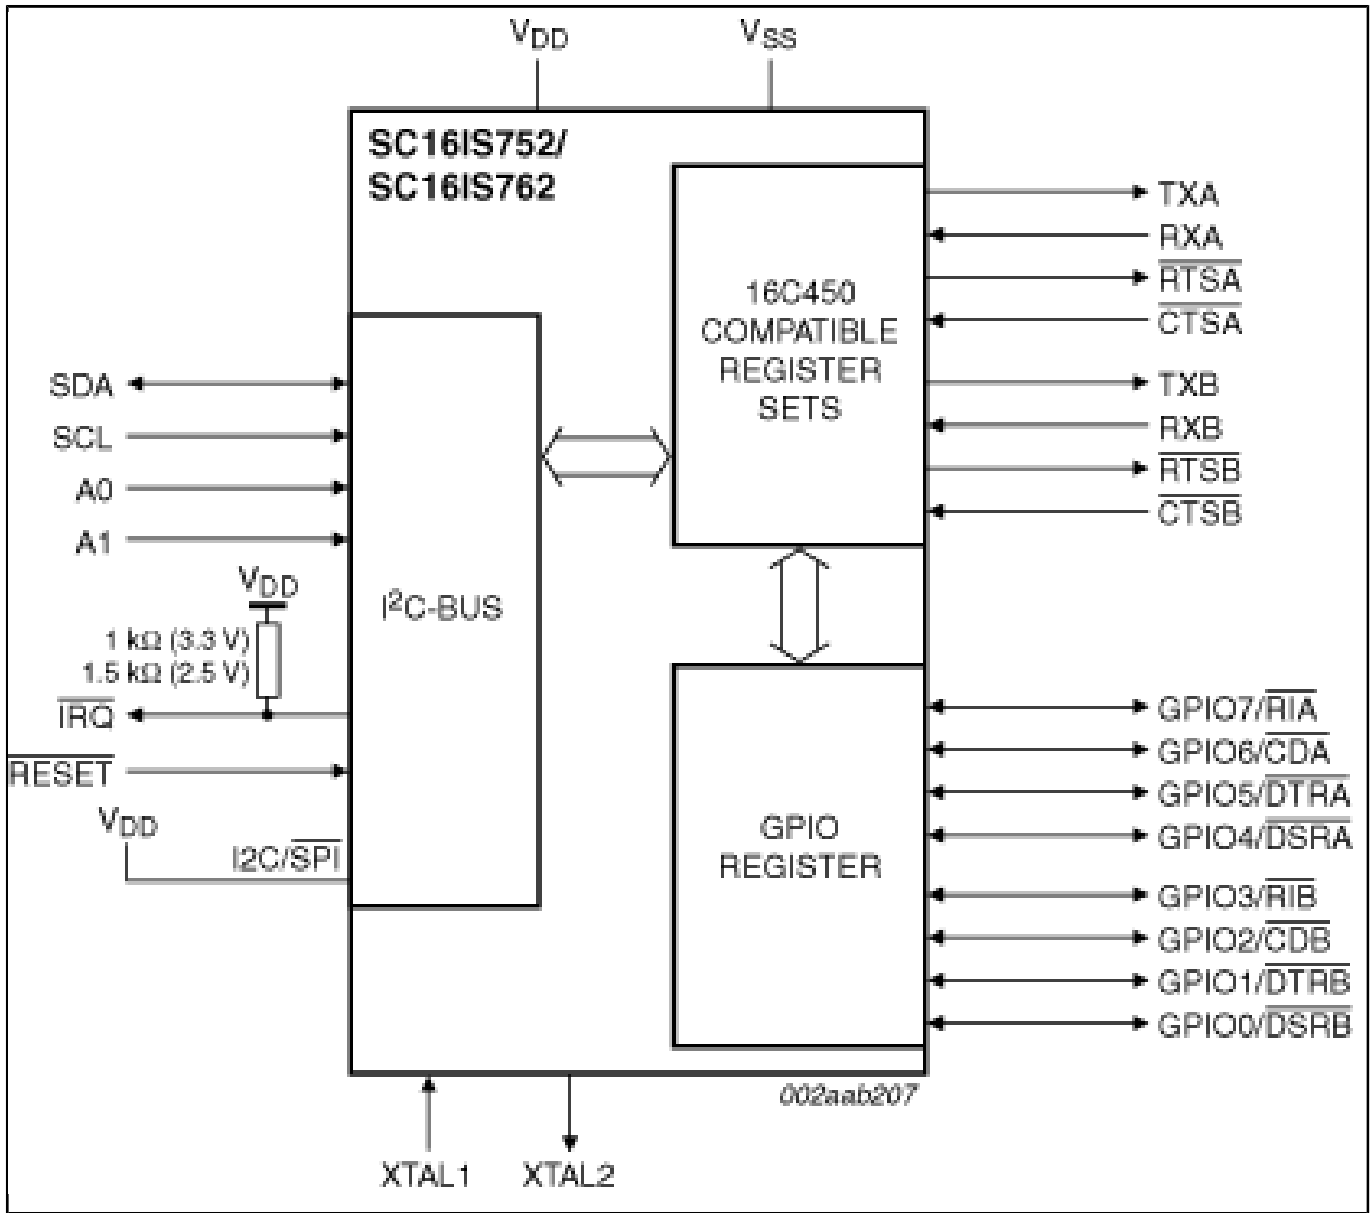 VDD
VSS
SC16IS752/
SC16IS762
16C450
COMPATIBLE
REGISTER
SETS
TXA
RXA
RTSA
CTSA
TXB
RXB
RTSB
CTSB
SDA
SCL
A0
A1
VDD
1 kΩ (3.3 V)
1.5 kΩ (2.5 V)
IRQ
RESET
VDD
I2C/SPI
I²C-BUS
GPIO
REGISTER
GPIO7/RIA
GPIO6/CDA
GPIO5/DTRA
GPIO4/DSRA
GPIO3/RIB
GPIO2/CDB
GPIO1/DTRB
GPIO0/DSRB
002aab207
XTAL1
XTAL2